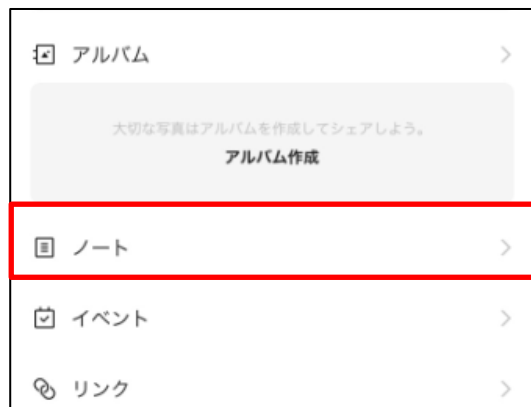 アルバム
大切な写真はアルバムを作成してシェアしよう。
アルバム作成
ノート
イベント
リンク